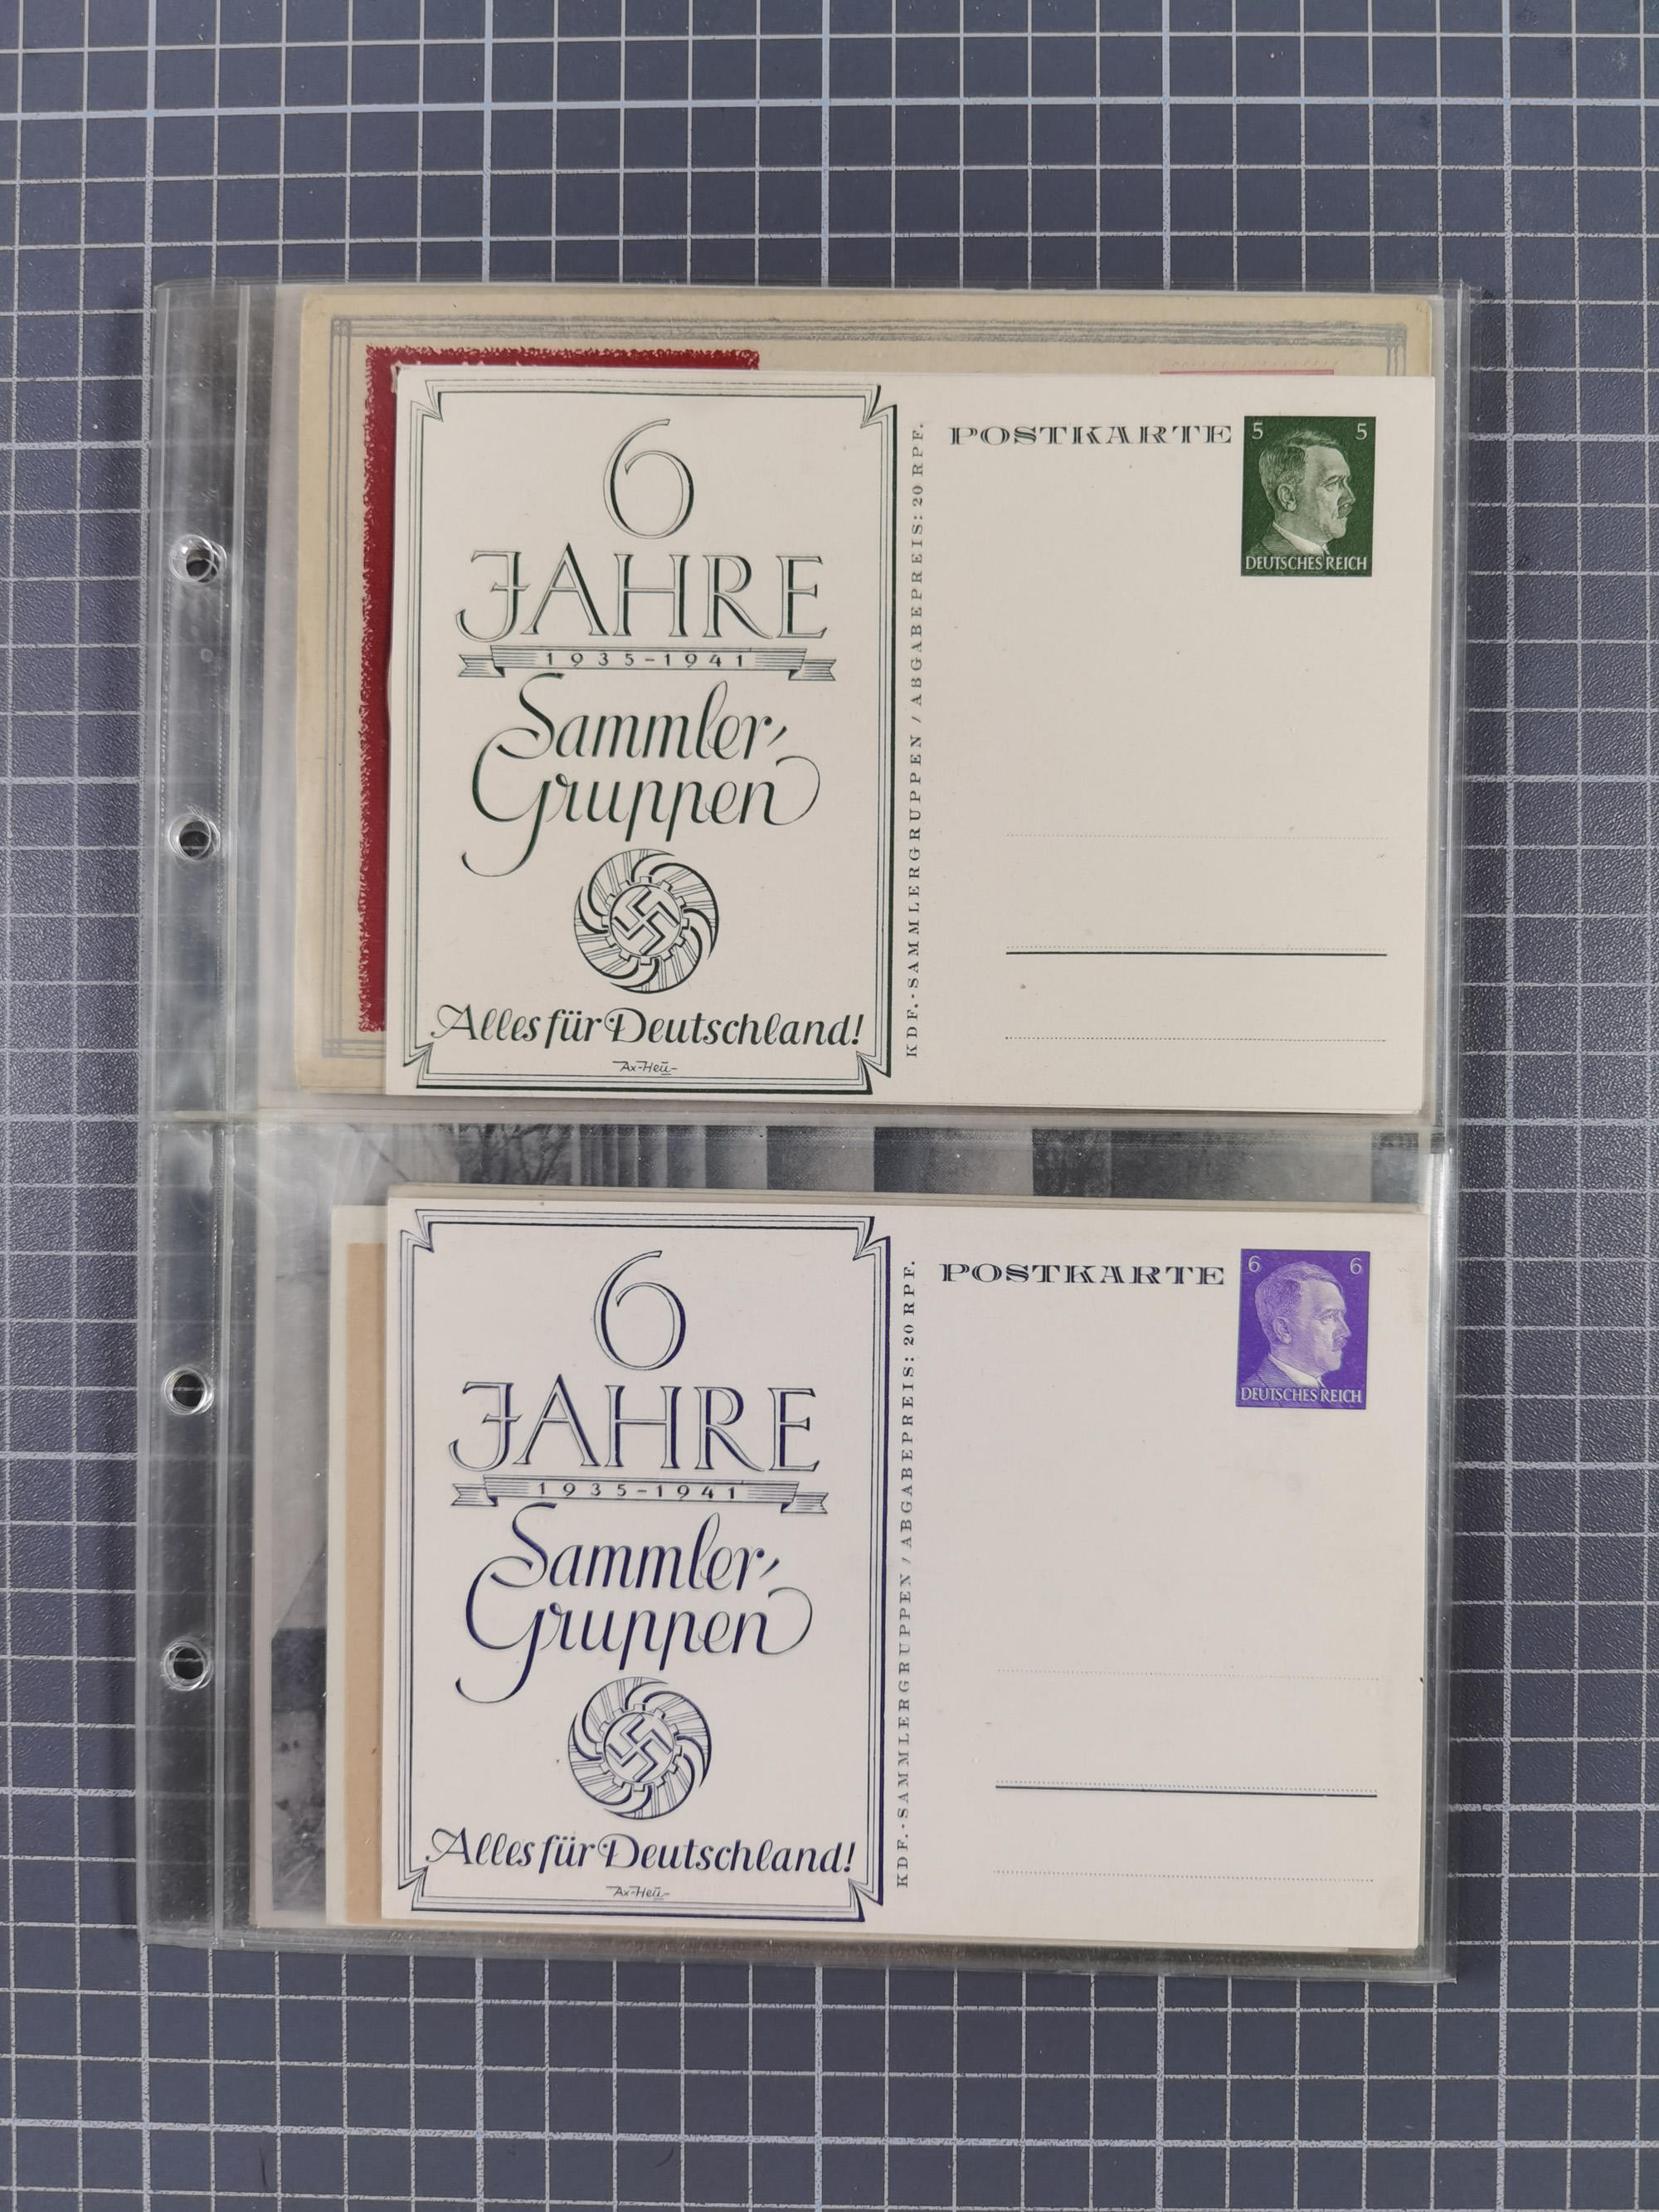 6
JAHRE
1935-1941
Sammler-
Gruppen
Alles für Deutschland!
Ax-Heu-
KDF.-SAMMLERGRUPPEN / ABGABEPREIS: 20 RPF.
POSTKARTE
5 5
DEUTSCHES REICH
6
JAHRE
1935-1941
Sammler-
Gruppen
Alles für Deutschland!
Ax-Heu-
KDF.-SAMMLERGRUPPEN / ABGABEPREIS: 20 RPF.
POSTKARTE
6 6
DEUTSCHES REICH